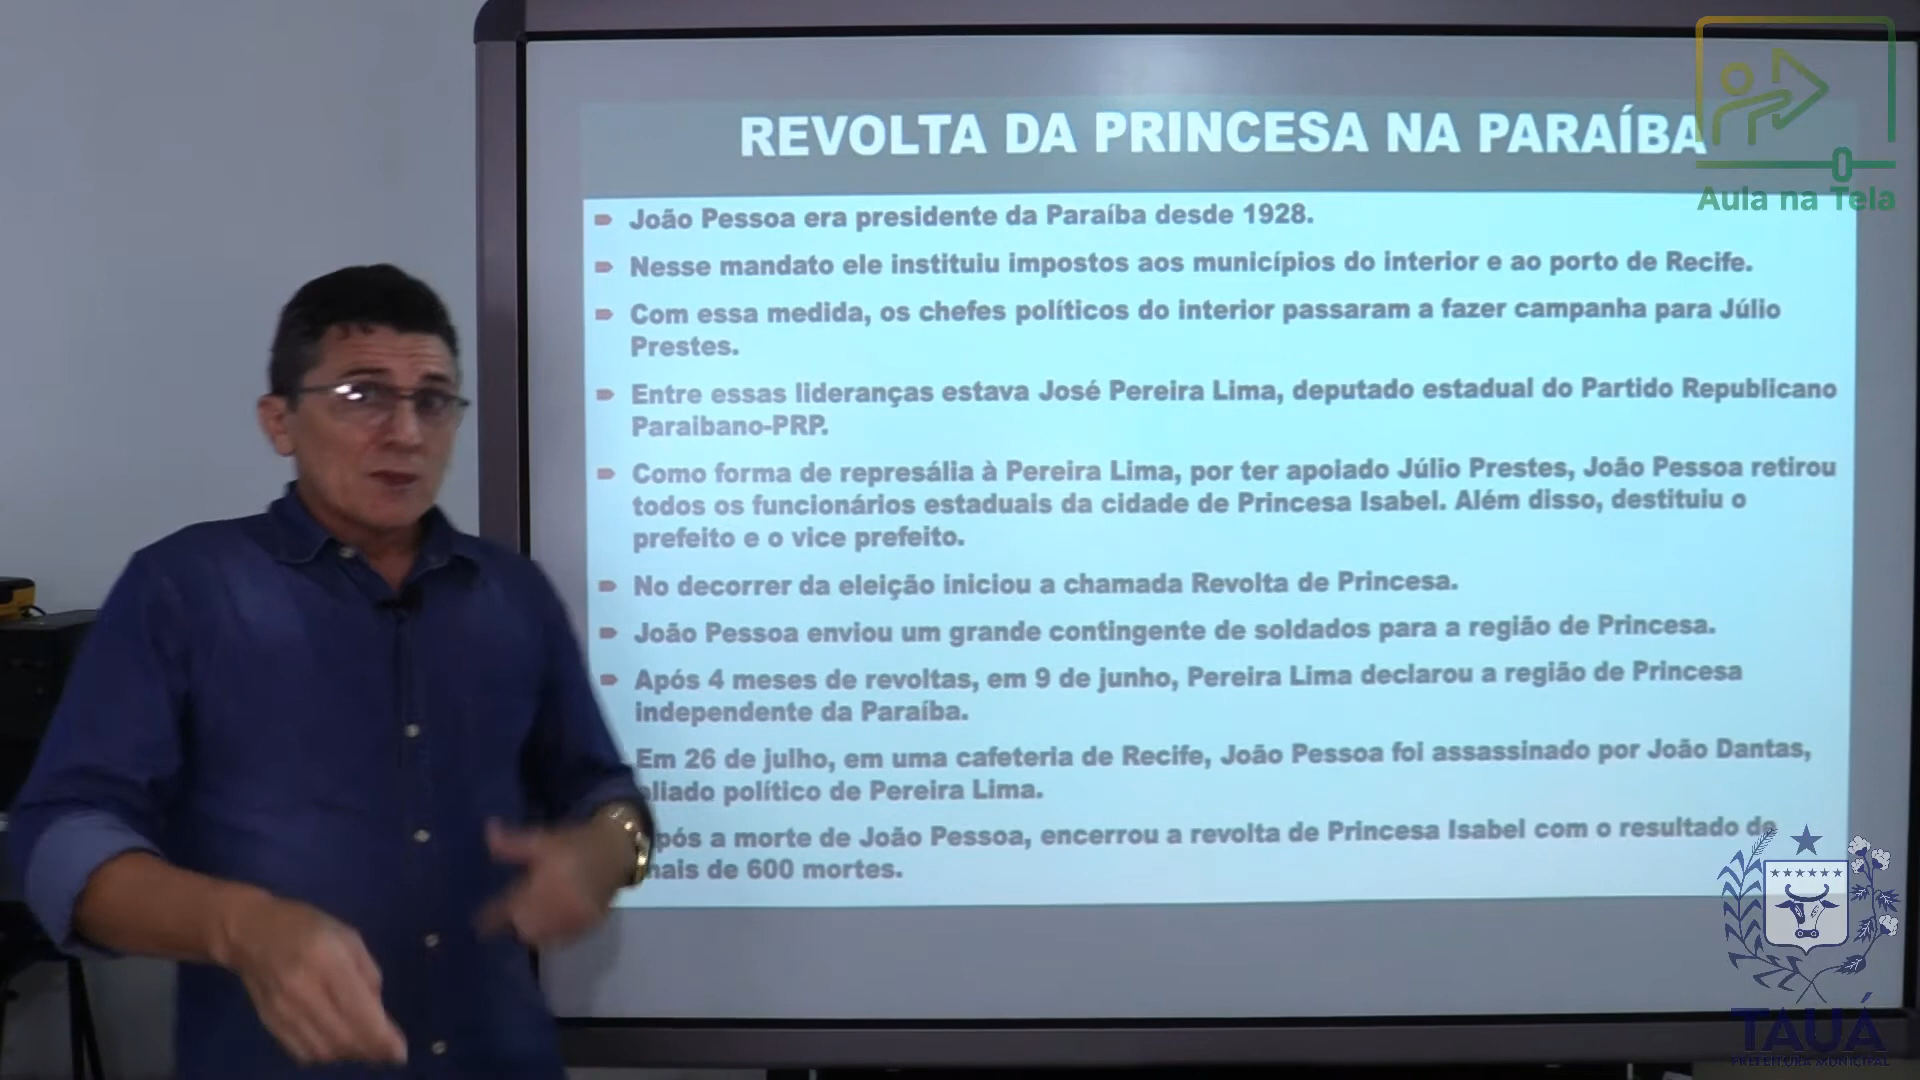 REVOLTA DA PRINCESA NA PARAÍBA
Aula na Tela
João Pessoa era presidente da Paraíba desde 1928.
Nesse mandato ele instituiu impostos aos municípios do interior e ao porto de Recife.
Com essa medida, os chefes políticos do interior passaram a fazer campanha para Júlio
Prestes.
Entre essas lideranças estava José Pereira Lima, deputado estadual do Partido Republicano
Paraibano-PRP.
Como forma de represália à Pereira Lima, por ter apoiado Júlio Prestes, João Pessoa retirou
todos os funcionários estaduais da cidade de Princesa Isabel. Além disso, destituiu o
prefeito e o vice prefeito.
No decorrer da eleição iniciou a chamada Revolta de Princesa.
João Pessoa enviou um grande contingente de soldados para a região de Princesa.
Após 4 meses de revoltas, em 9 de junho, Pereira Lima declarou a região de Princesa
independente da Paraíba.
Em 26 de julho, em uma cafeteria de Recife, João Pessoa foi assassinado por João Dantas,
aliado político de Pereira Lima.
pós a morte de João Pessoa, encerrou a revolta de Princesa Isabel com o resultado de
mais de 600 mortes.
TAUÁ
PREFEITURA MUNICIPAL